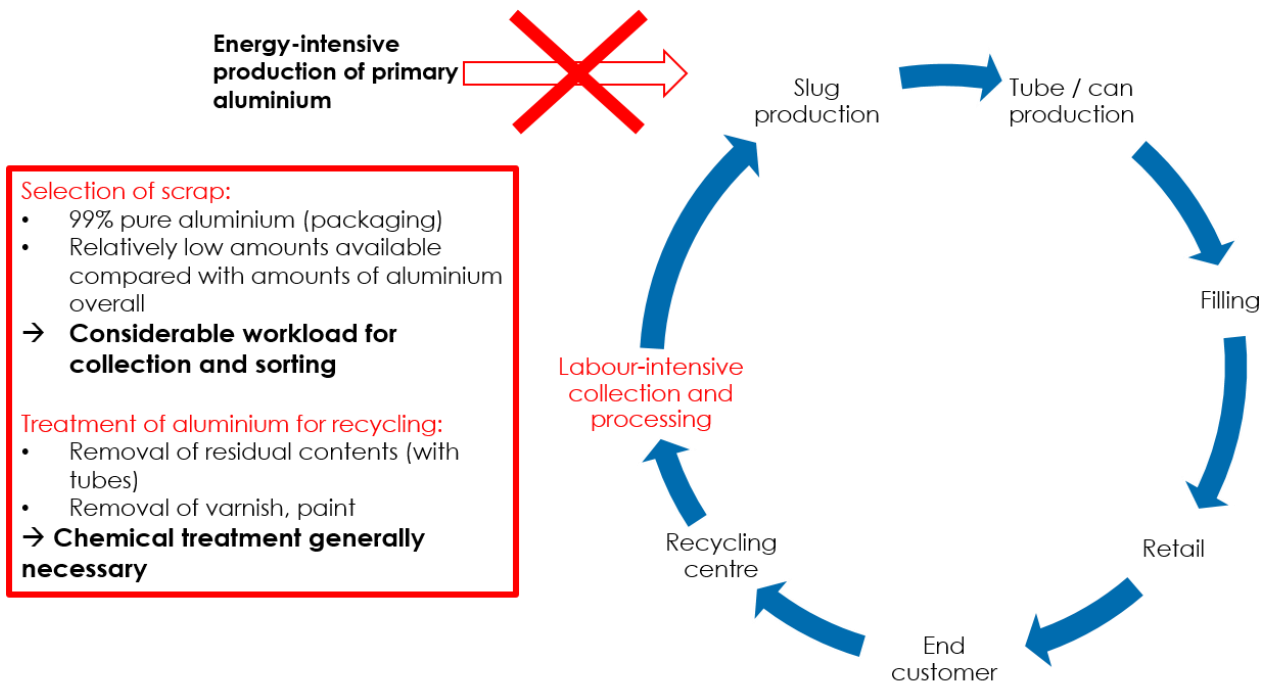 Energy-intensive
production of primary
aluminium
Slug
production
Tube / can
production
Filling
Retail
End
customer
Recycling
centre
Labour-intensive
collection and
processing
Selection of scrap:
• 99% pure aluminium (packaging)
• Relatively low amounts available
compared with amounts of aluminium
overall
→ Considerable workload for
collection and sorting
Treatment of aluminium for recycling:
• Removal of residual contents (with
tubes)
• Removal of varnish, paint
→ Chemical treatment generally
necessary